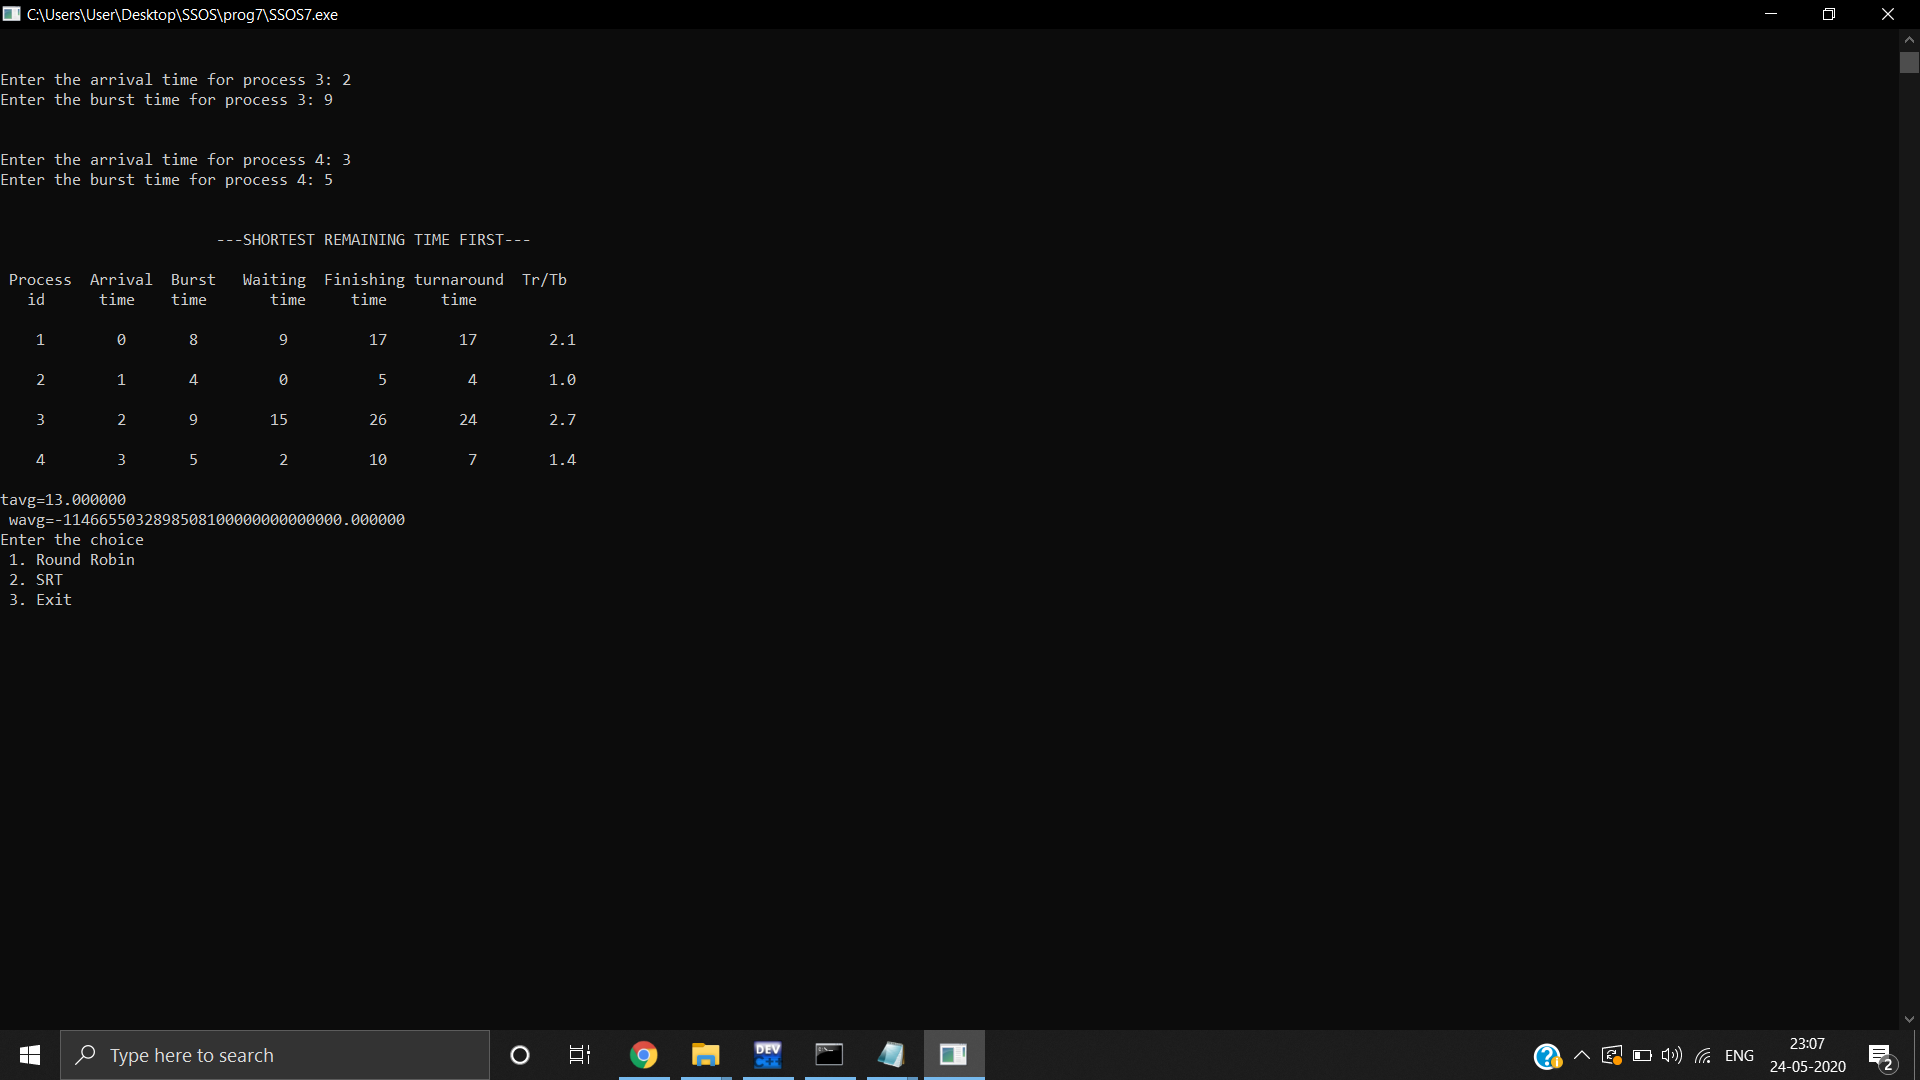 C:\Users\User\Desktop\SSOS\prog7\SSOS7.exe
Enter the arrival time for process 3: 2
Enter the burst time for process 3: 9
Enter the arrival time for process 4: 3
Enter the burst time for process 4: 5
---SHORTEST REMAINING TIME FIRST---
Process Arrival Burst Waiting Finishing turnaround Tr/Tb
id time time time time time
1 0 8 9 17 17 2.1
2 1 4 0 5 4 1.0
3 2 9 15 26 24 2.7
4 3 5 2 10 7 1.4
tavg=13.000000
wavg=-11466550328985081000000000000000.000000
Enter the choice
1. Round Robin
2. SRT
3. Exit
Type here to search
DEV C++
ENG
23:07
24-05-2020
2